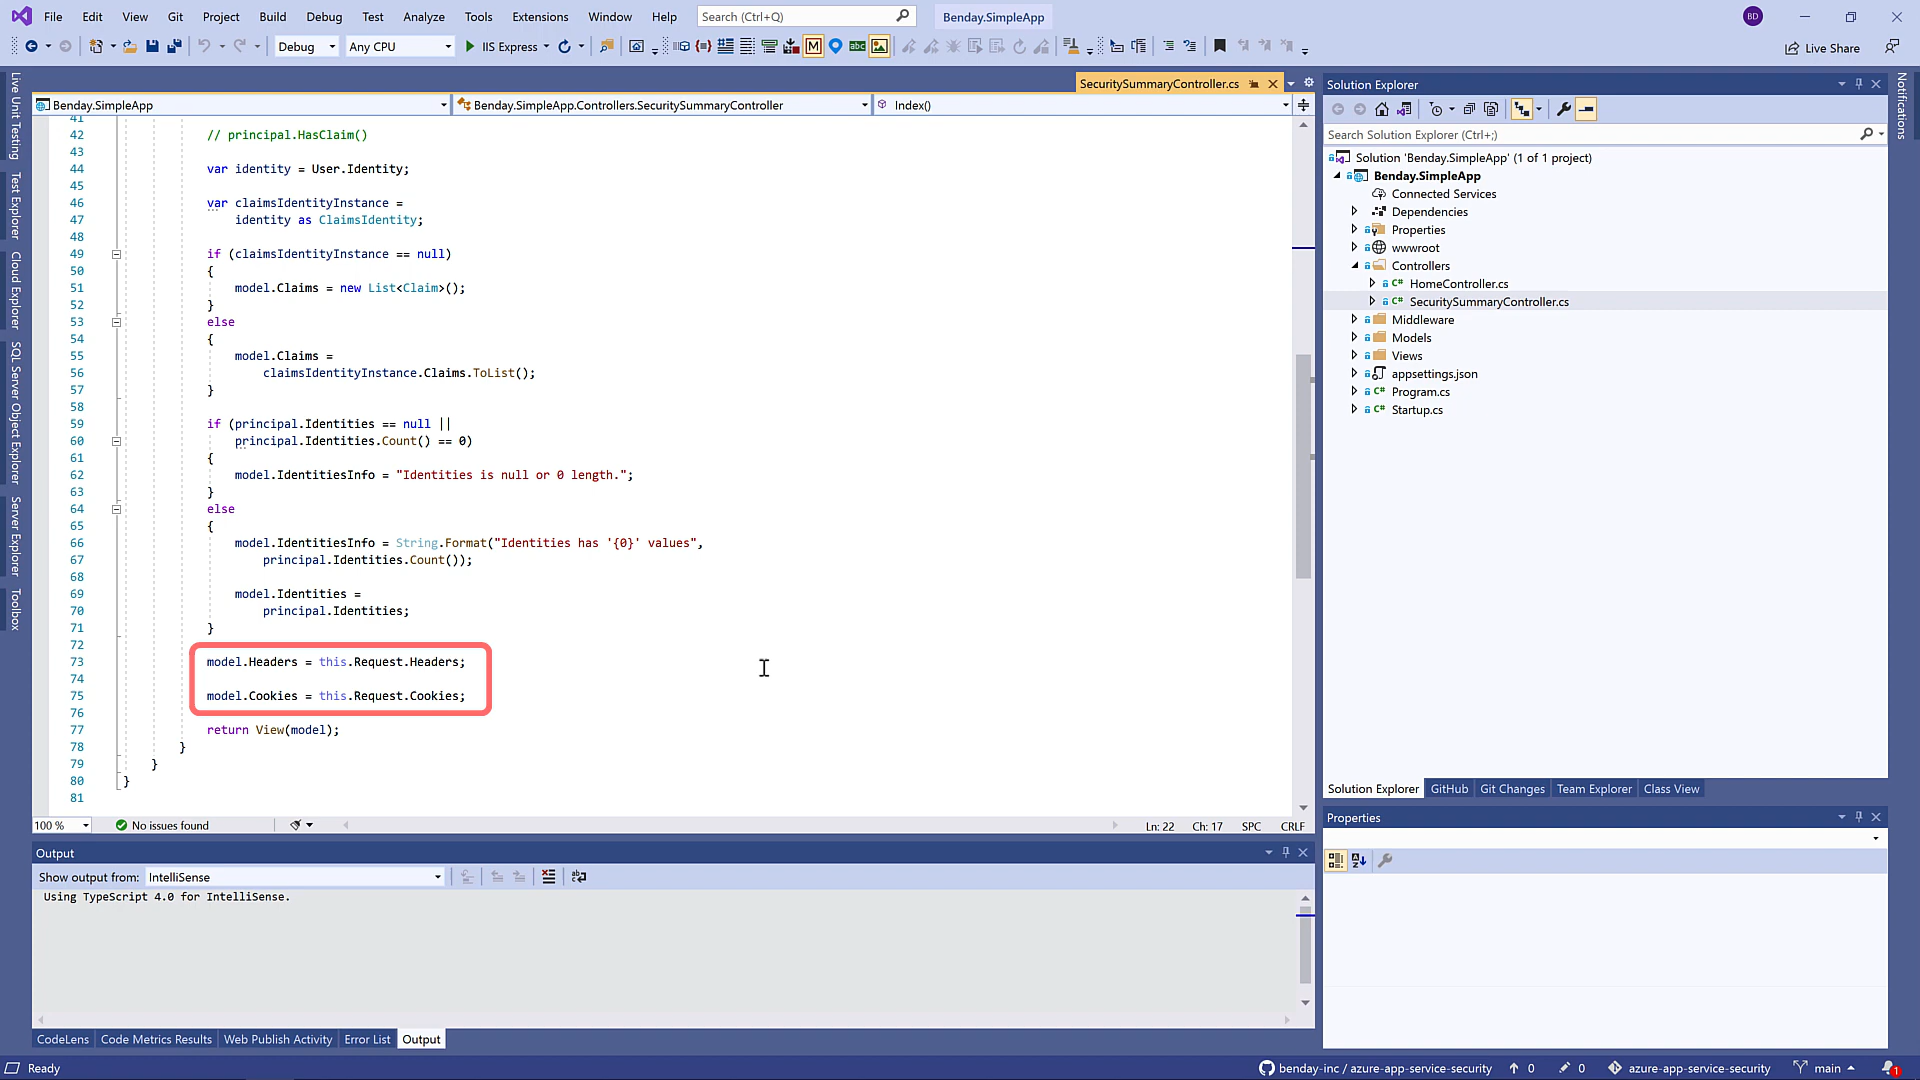 File Edit View Git Project Build Debug Test Analyze Tools Extensions Window Help Search (Ctrl+Q) Benday.SimpleApp BD
Debug Any CPU IIS Express Live Share
SecuritySummaryController.cs
Benday.SimpleApp Benday.SimpleApp.Controllers.SecuritySummaryController Index()
41
42 // principal.HasClaim()
43
44 var identity = User.Identity;
45
46 var claimsIdentityInstance =
47 identity as ClaimsIdentity;
48
49 if (claimsIdentityInstance == null)
50 {
51 model.Claims = new List<Claim>();
52 }
53 else
54 {
55 model.Claims =
56 claimsIdentityInstance.Claims.ToList();
57 }
58
59 if (principal.Identities == null ||
60 principal.Identities.Count() == 0)
61 {
62 model.IdentitiesInfo = "Identities is null or 0 length.";
63 }
64 else
65 {
66 model.IdentitiesInfo = String.Format("Identities has '{0}' values",
67 principal.Identities.Count());
68
69 model.Identities =
70 principal.Identities;
71 }
72
73 model.Headers = this.Request.Headers;
74
75 model.Cookies = this.Request.Cookies;
76
77 return View(model);
78 }
79 }
80 }
81
100 % No issues found Ln: 22 Ch: 17 SPC CRLF
Live Unit Testing
Test Explorer
Cloud Explorer
SQL Server Object Explorer
Server Explorer
Toolbox
Output
Show output from: IntelliSense
Using TypeScript 4.0 for IntelliSense.
CodeLens Code Metrics Results Web Publish Activity Error List Output
Solution Explorer
Search Solution Explorer (Ctrl+;)
Solution 'Benday.SimpleApp' (1 of 1 project)
Benday.SimpleApp
Connected Services
Dependencies
Properties
wwwroot
Controllers
C# HomeController.cs
C# SecuritySummaryController.cs
Middleware
Models
Views
appsettings.json
C# Program.cs
C# Startup.cs
Solution Explorer GitHub Git Changes Team Explorer Class View
Properties
Notifications
Ready benday-inc / azure-app-service-security 0 0 azure-app-service-security main 1